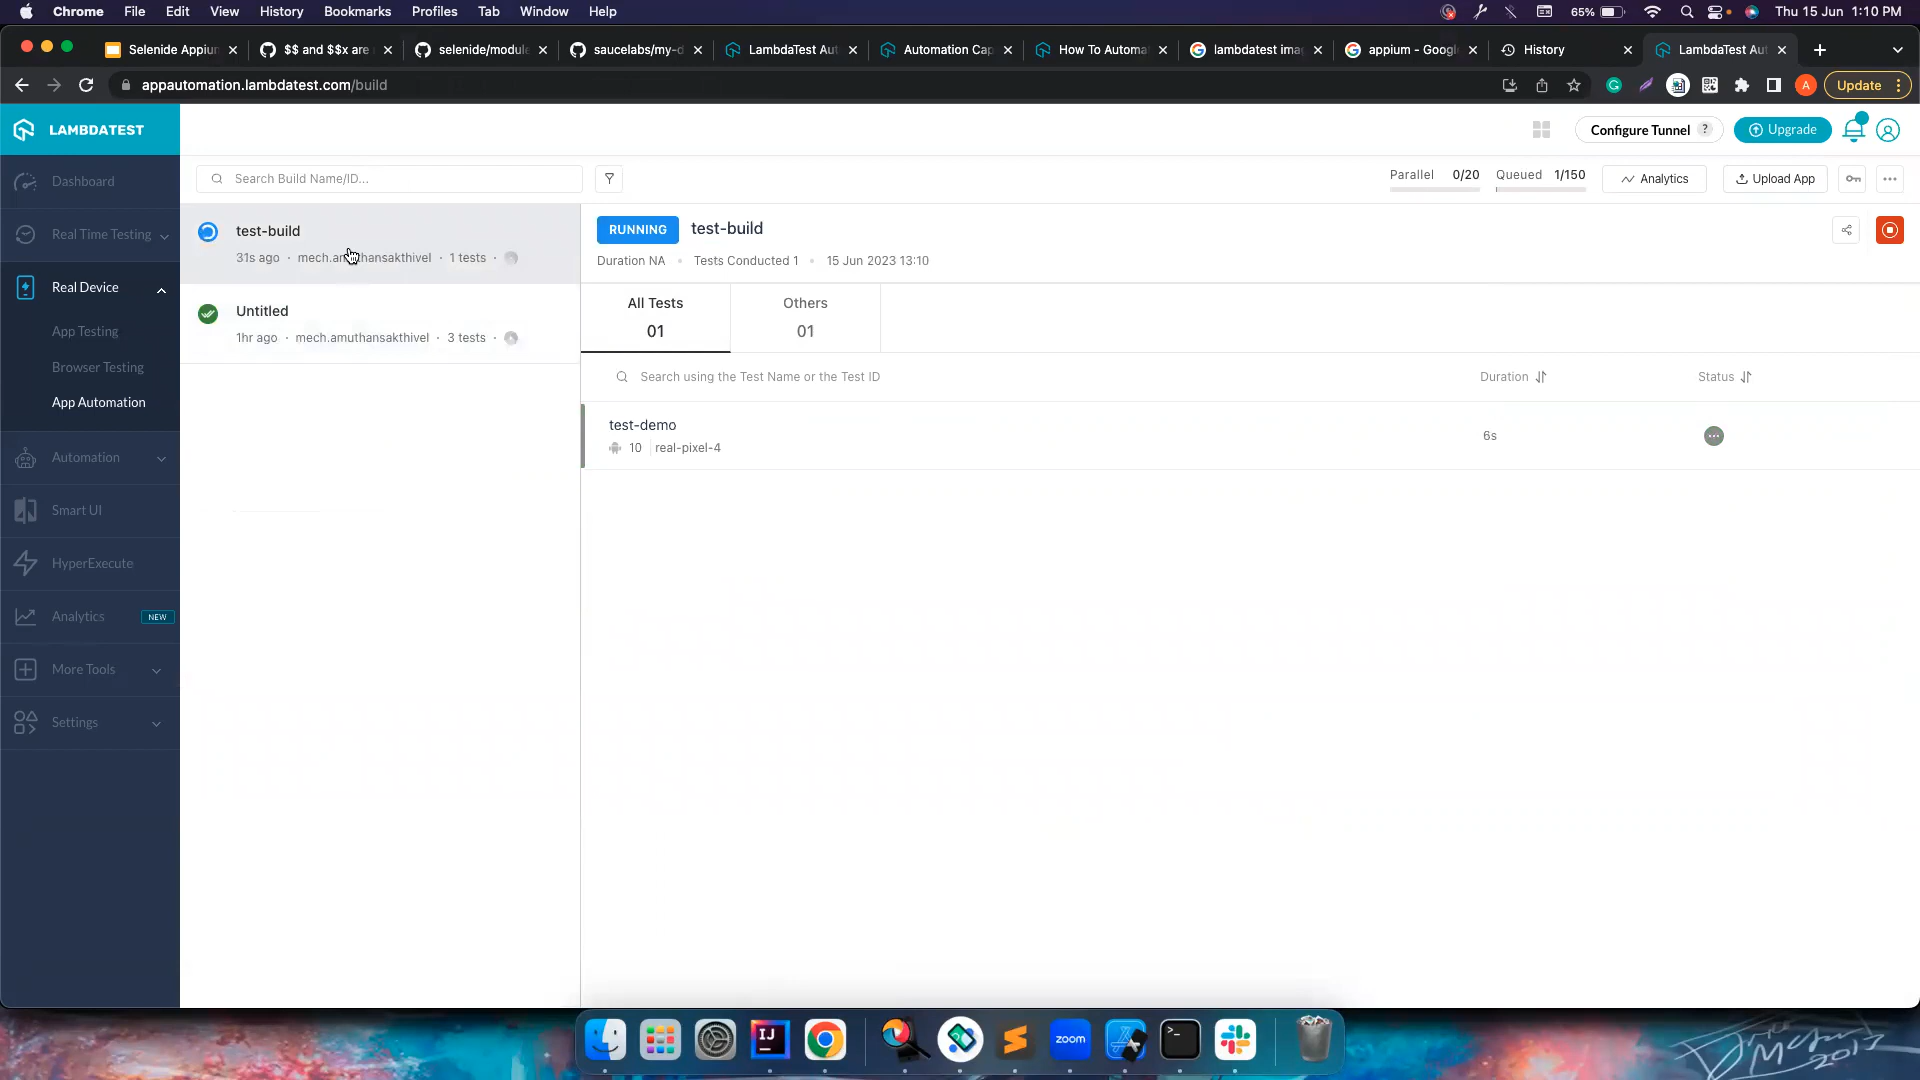 Chrome File Edit View History Bookmarks Profiles Tab Window Help 65% Thu 15 Jun 1:10 PM
Selenide Appium $$ and $$x are selenide/module saucelabs/my-d LambdaTest Aut Automation Cap How To Automa lambdatest ima appium - Google History LambdaTest Aut
appautomation.lambdatest.com/build A Update
LAMBDATEST Configure Tunnel ? Upgrade
Dashboard
Real Time Testing
Real Device
App Testing
Browser Testing
App Automation
Automation
Smart UI
HyperExecute
Analytics NEW
More Tools
Settings
Search Build Name/ID... Parallel 0/20 Queued 1/150 Analytics Upload App
test-build
31s ago · mech.amuthansakthivel · 1 tests ·
Untitled
1hr ago · mech.amuthansakthivel · 3 tests ·
RUNNING test-build
Duration NA · Tests Conducted 1 · 15 Jun 2023 13:10
All Tests Others
01 01
Search using the Test Name or the Test ID Duration Status
test-demo
10 real-pixel-4 6s
IJ zoom
2017